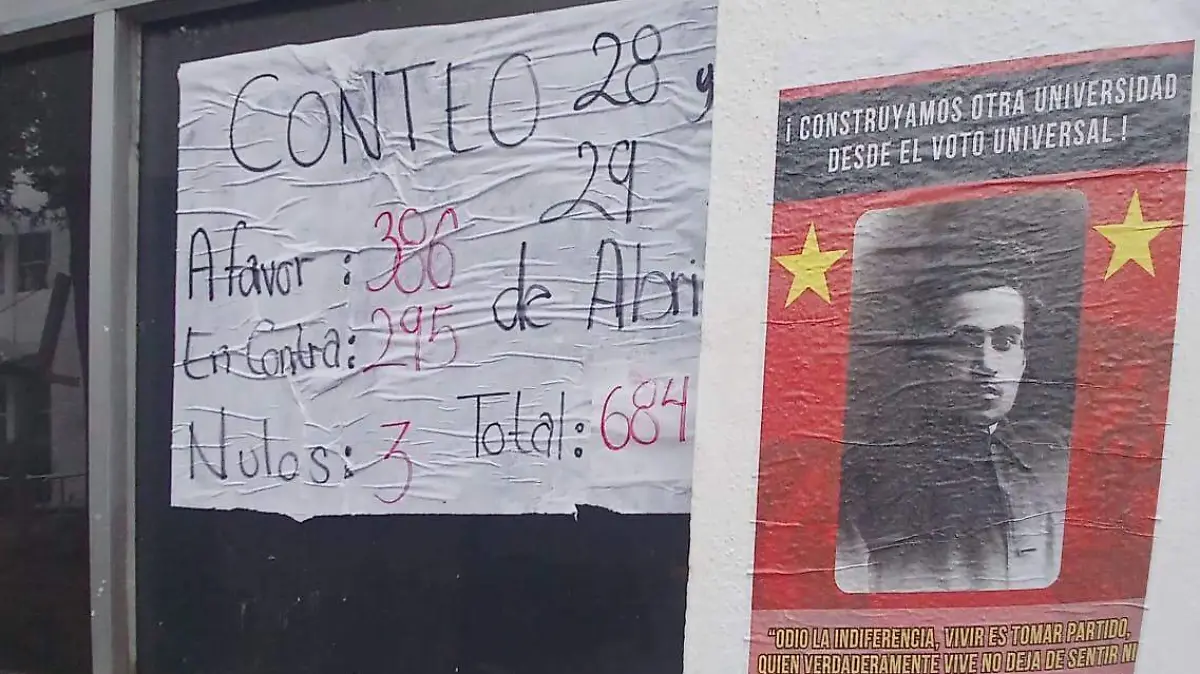 CONTEO 28 y
29
de Abri
A favor: 386
En Contra: 295
Nulos: 3
Total: 684
¡ CONSTRUYAMOS OTRA UNIVERSIDAD
DESDE EL VOTO UNIVERSAL !
"ODIO LA INDIFERENCIA, VIVIR ES TOMAR PARTIDO,
QUIEN VERDADERAMENTE VIVE NO DEJA DE SENTIR NI